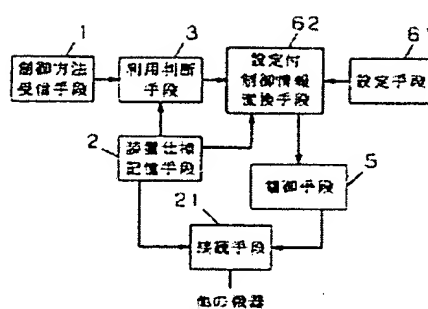 1
3
62
61
制御方法
受信手段
利用判断
手段
設定付
制御情報
変換手段
設定手段
2
装置仕様
記憶手段
21
制御手段
5
接続手段
他の機器